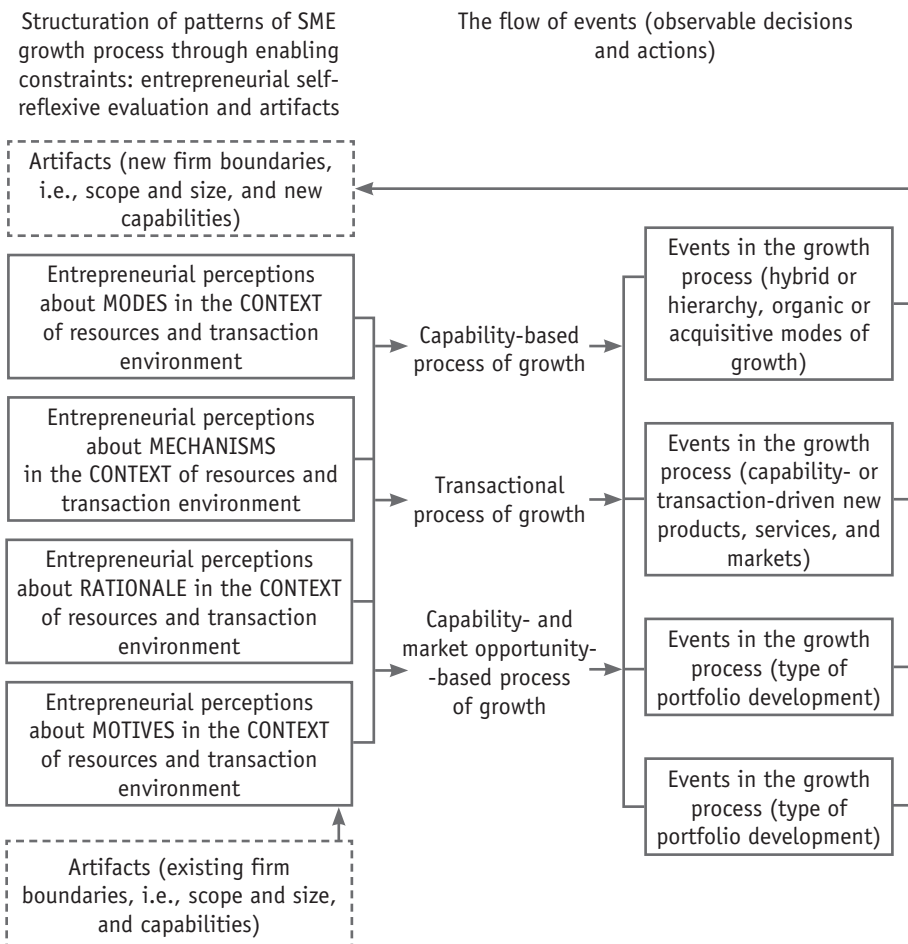 Structuration of patterns of SME
growth process through enabling
constraints: entrepreneurial self-
reflexive evaluation and artifacts
The flow of events (observable decisions
and actions)
Artifacts (new firm boundaries,
i.e., scope and size, and new
capabilities)
Entrepreneurial perceptions
about MODES in the CONTEXT
of resources and transaction
environment
Entrepreneurial perceptions
about MECHANISMS
in the CONTEXT of resources and
transaction environment
Entrepreneurial perceptions
about RATIONALE in the CONTEXT
of resources and transaction
environment
Entrepreneurial perceptions
about MOTIVES in the CONTEXT
of resources and transaction
environment
Artifacts (existing firm
boundaries, i.e., scope and size,
and capabilities)
Capability-based
process of growth
Transactional
process of growth
Capability- and
market opportunity-
-based process
of growth
Events in the growth
process (hybrid or
hierarchy, organic or
acquisitive modes of
growth)
Events in the growth
process (capability- or
transaction-driven new
products, services, and
markets)
Events in the growth
process (type of
portfolio development)
Events in the growth
process (type of
portfolio development)